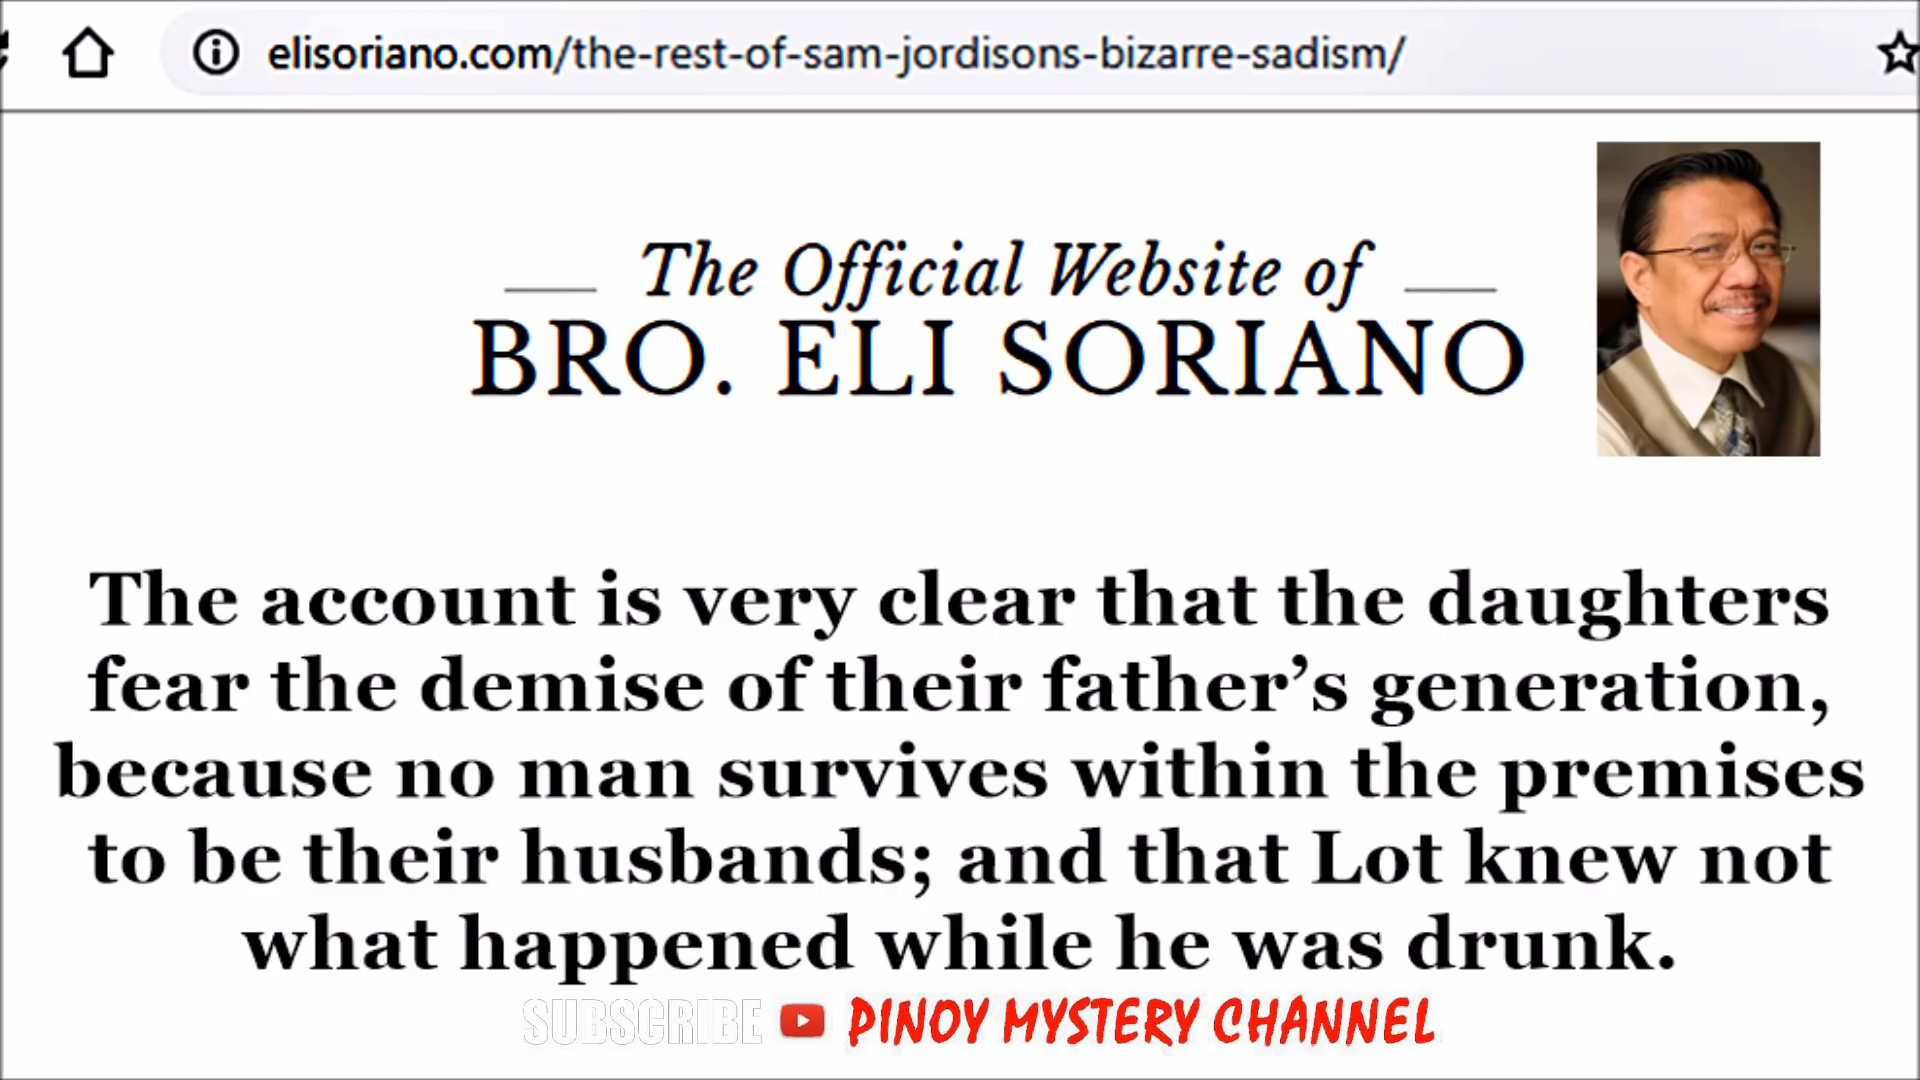 elisoriano.com/the-rest-of-sam-jordisons-bizarre-sadism/
The Official Website of
BRO. ELI SORIANO
The account is very clear that the daughters
fear the demise of their father’s generation,
because no man survives within the premises
to be their husbands; and that Lot knew not
what happened while he was drunk.
SUBSCRIBE PINOY MYSTERY CHANNEL